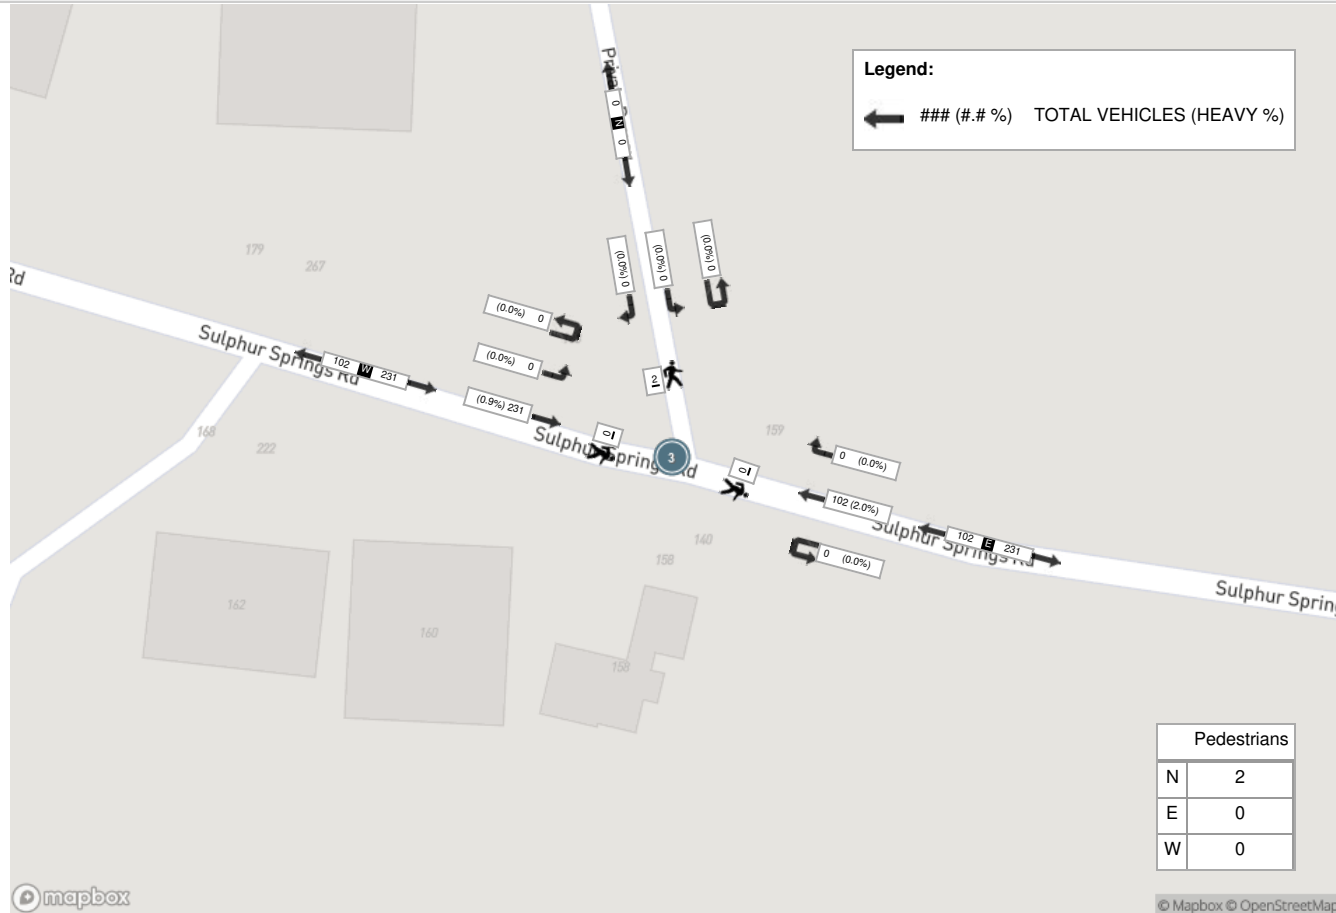 Legend:
### (#.# %) TOTAL VEHICLES (HEAVY %)
0 N 0
(0.0%) 0
(0.0%) 0
(0.0%) 0
179
267
Rd
(0.0%) 0
(0.0%) 0
Sulphur Springs Rd
102 W 231
(0.9%) 231
2
168
222
159
0
Sulphur Springs Rd
3
0
0 (0.0%)
102 (2.0%)
Sulphur Springs Rd
102 E 231
0 (0.0%)
140
158
Sulphur Spring
162
160
158
Pedestrians
N 2
E 0
W 0
mapbox
© Mapbox © OpenStreetMap